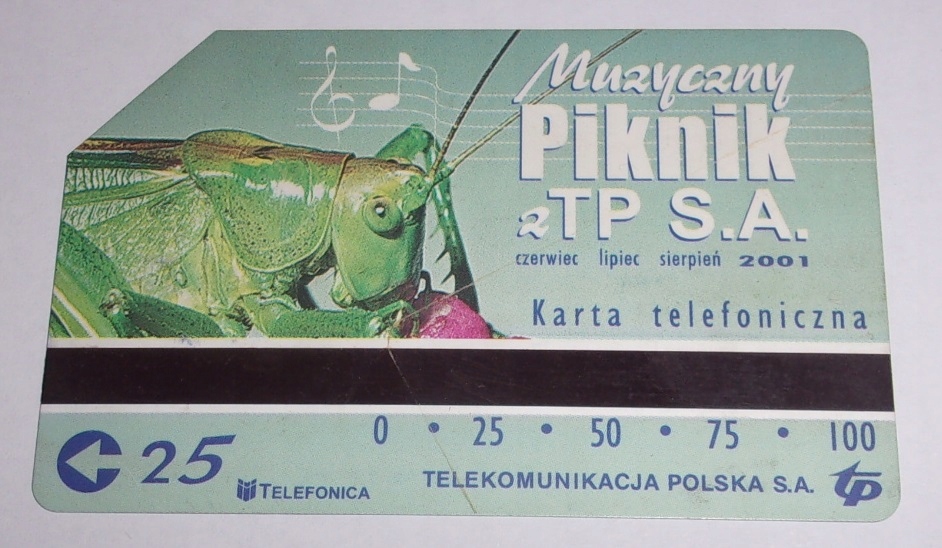 Muzyczny
Piknik
z TP S.A.
czerwiec lipiec sierpień 2001
Karta telefoniczna
0 • 25 • 50 • 75 • 100
25
TELEFONICA
TELEKOMUNIKACJA POLSKA S.A.
tp